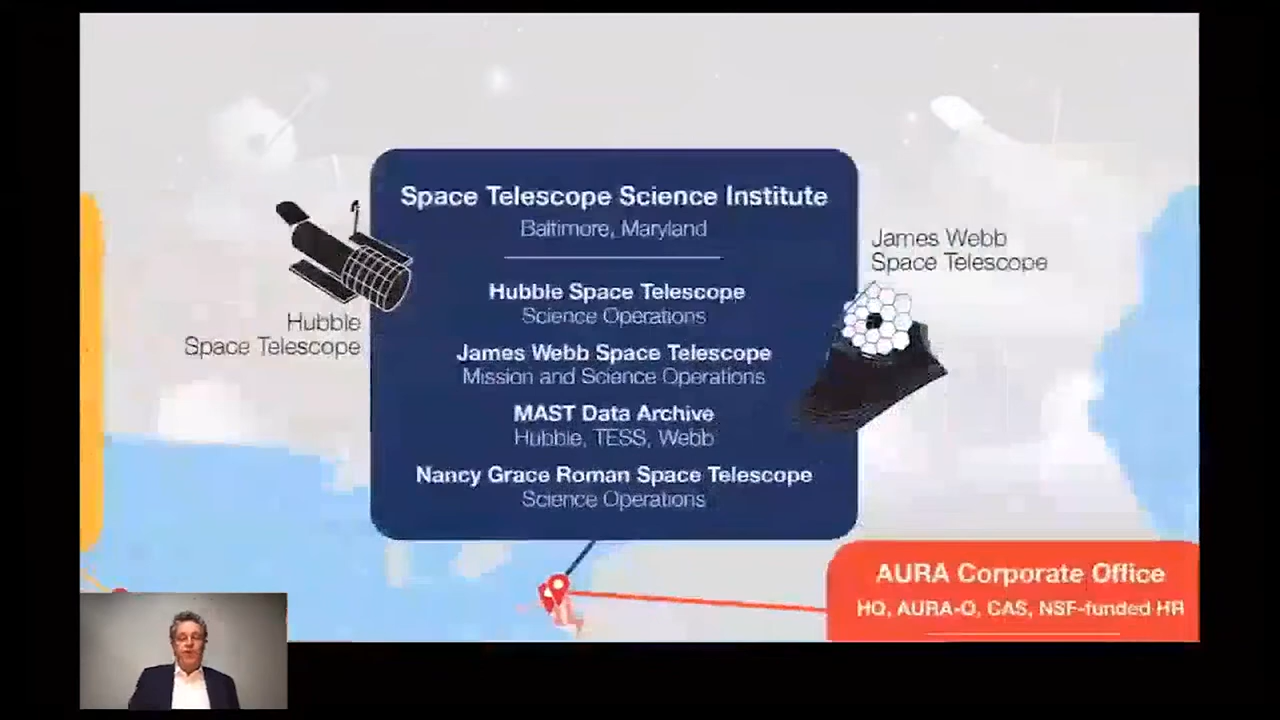 Space Telescope Science Institute
Baltimore, Maryland
Hubble Space Telescope
Science Operations
James Webb Space Telescope
Mission and Science Operations
MAST Data Archive
Hubble, TESS, Webb
Nancy Grace Roman Space Telescope
Science Operations
Hubble
Space Telescope
James Webb
Space Telescope
AURA Corporate Office
HQ, AURA-O, CAS, NSF-funded HR